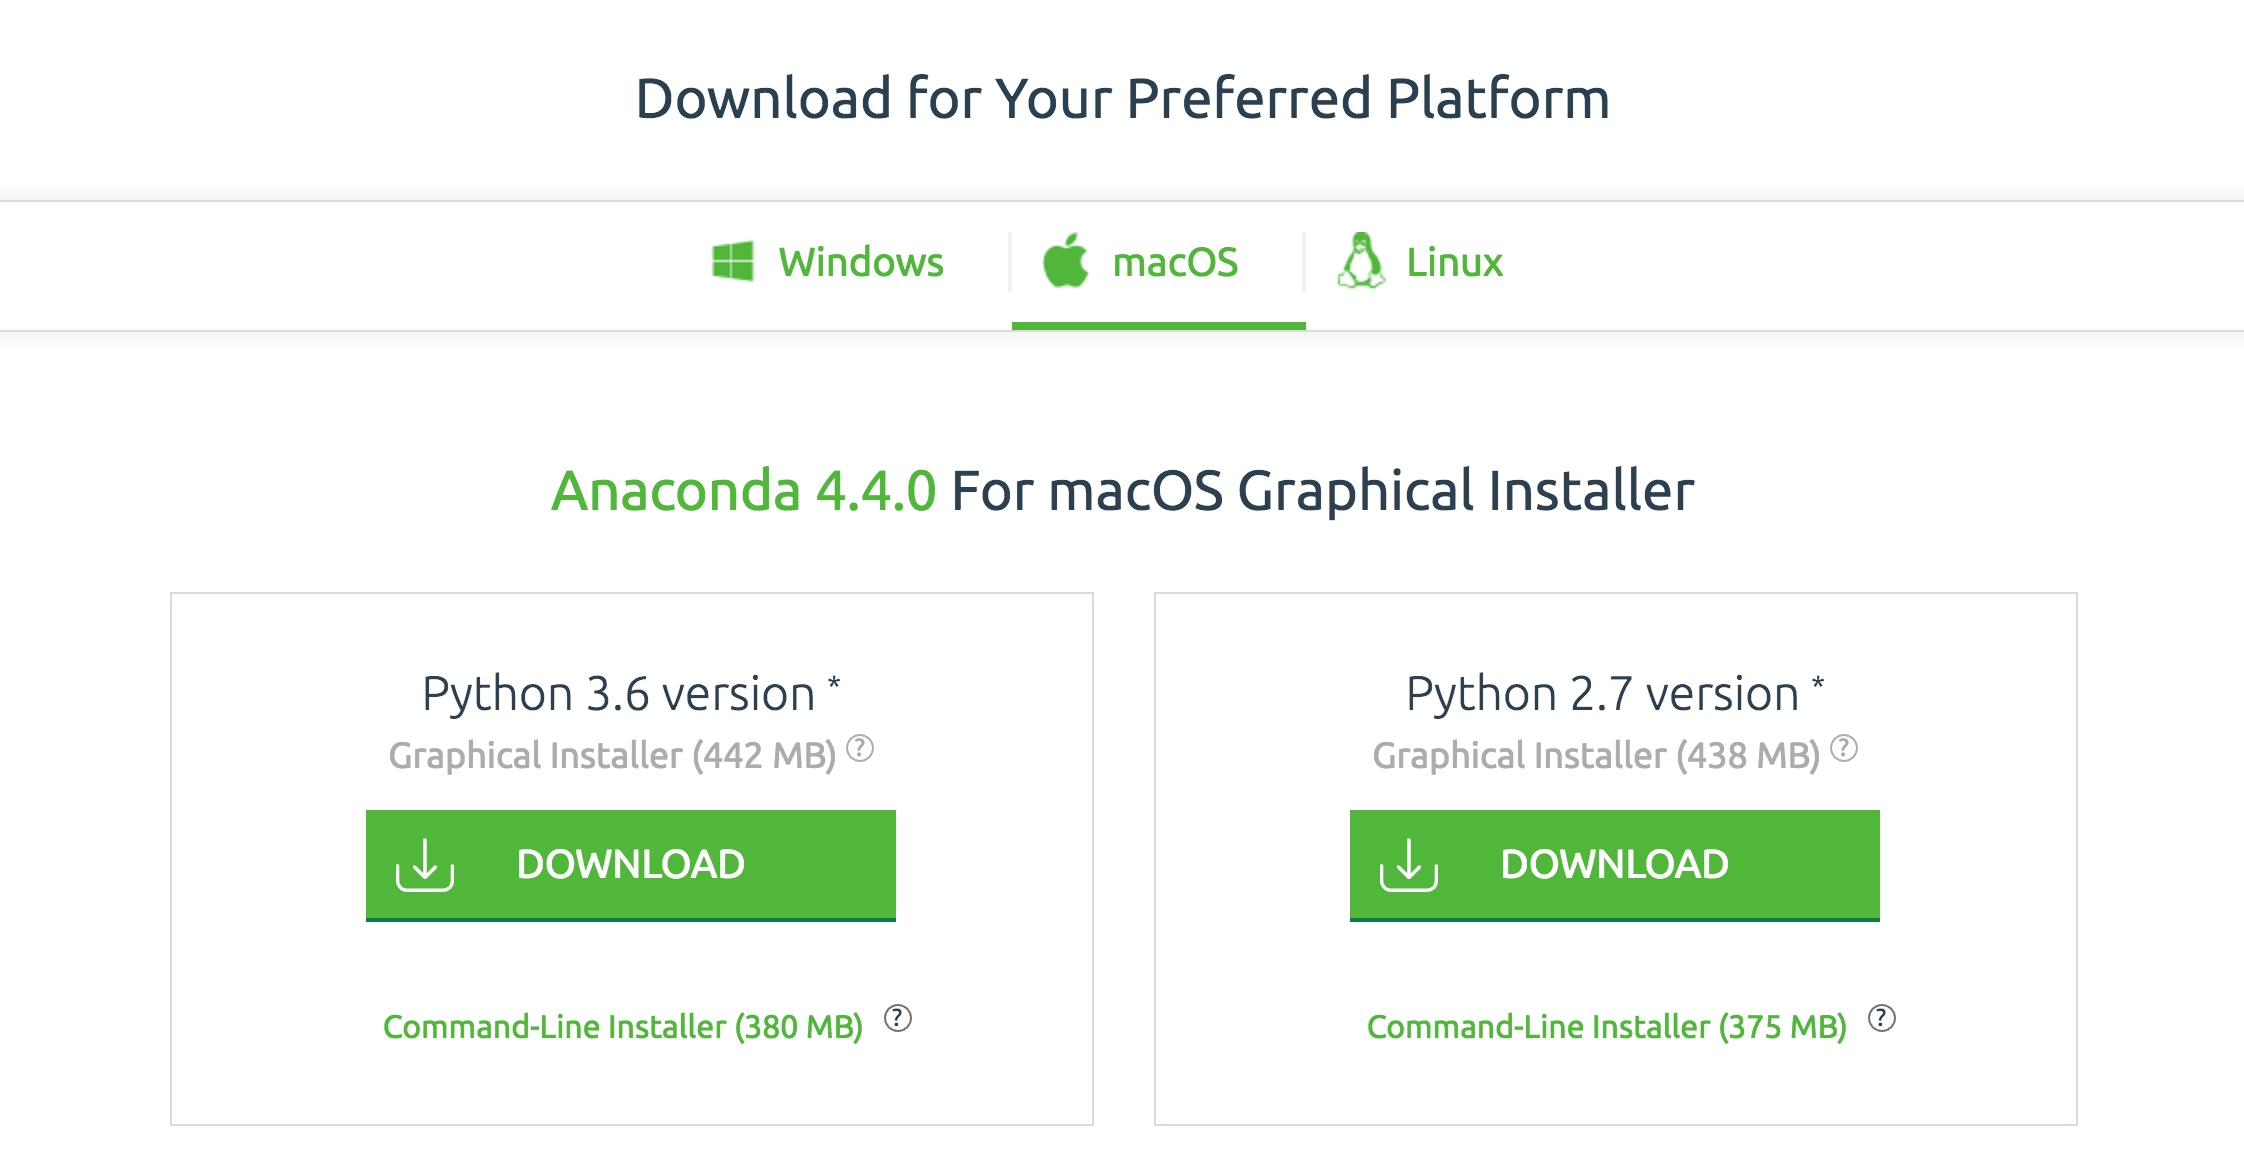 Download for Your Preferred Platform
Windows
macOS
Linux
Anaconda 4.4.0 For macOS Graphical Installer
Python 3.6 version *
Graphical Installer (442 MB) ?
DOWNLOAD
Command-Line Installer (380 MB) ?
Python 2.7 version *
Graphical Installer (438 MB) ?
DOWNLOAD
Command-Line Installer (375 MB) ?